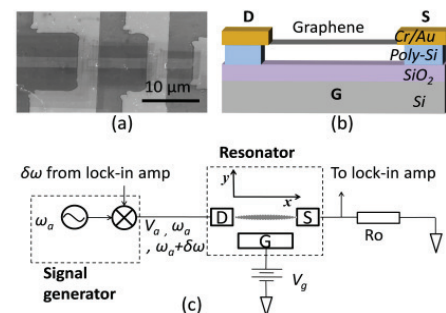 10 μm
(a)
D
Graphene
S
Cr/Au
Poly-Si
SiO2
G
Si
(b)
δω from lock-in amp
Resonator
To lock-in amp
y
x
ωa
Va , ωa
, ωa+δω
D
S
G
Ro
Signal
generator
Vg
(c)